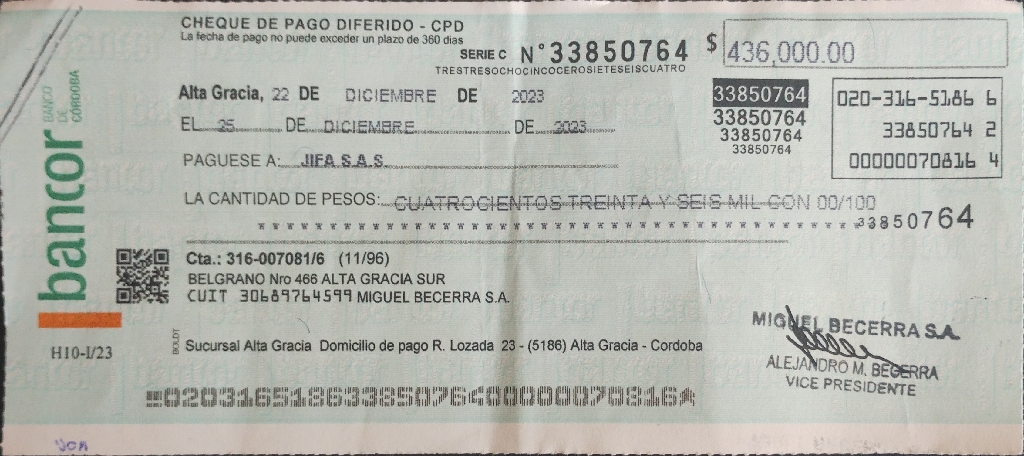 CHEQUE DE PAGO DIFERIDO - CPD
La fecha de pago no puede exceder un plazo de 360 días
SERIE C N° 33850764 $ 436,000.00
TRESTRESOCHOCINCOCEROSIETESEISCUATRO
Alta Gracia, 22 DE DICIEMBRE DE 2023
EL 25 DE DICIEMBRE DE 2023
33850764
33850764
33850764
33850764
020-316-5186 6
33850764 2
00000070816 4
PAGUESE A: JIFA S.A.S.
LA CANTIDAD DE PESOS: CUATROCIENTOS TREINTA Y SEIS MIL CON 00/100
33850764
bancor
BANCO
DE
CÓRDOBA
Cta.: 316-007081/6 (11/96)
BELGRANO Nro 466 ALTA GRACIA SUR
CUIT 30689764599 MIGUEL BECERRA S.A.
H10-I/23
BOLDT
Sucursal Alta Gracia Domicilio de pago R. Lozada 23 - (5186) Alta Gracia - Cordoba
MIGUEL BECERRA S.A.
ALEJANDRO M. BECERRA
VICE PRESIDENTE
02031651863385076400000070816